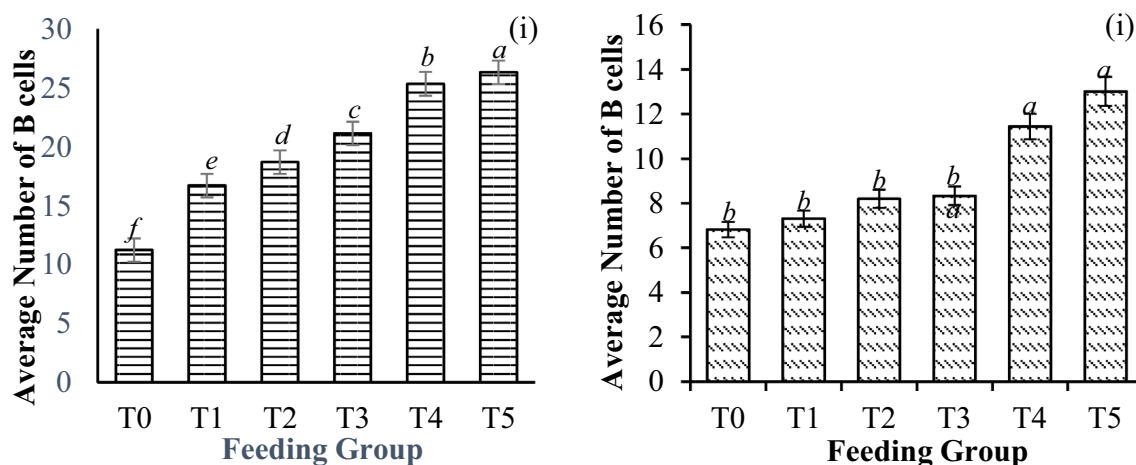 (i)
Average Number of B cells
30
25
20
15
10
5
0
f
e
d
c
b
a
T0 T1 T2 T3 T4 T5
Feeding Group
(i)
Average Number of B cells
16
14
12
10
8
6
4
2
0
b
b
b
b
a
a
a
T0 T1 T2 T3 T4 T5
Feeding Group